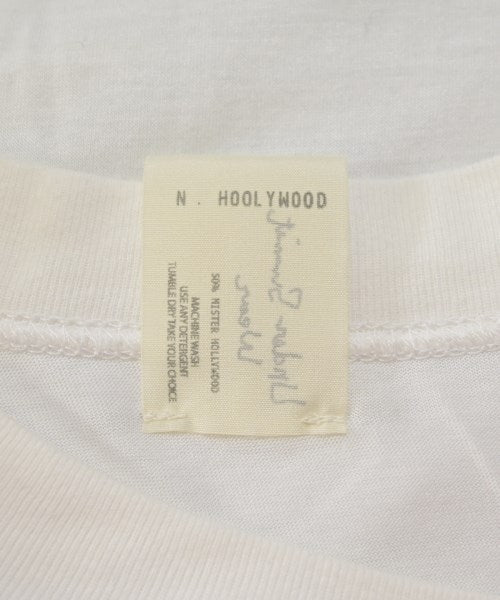 N. HOOLYWOOD
50% MISTER HOLLYWOOD
MACHINE WASH
USE ANY DETERGENT
TUMBLE DRY TAKE YOUR CHOICE